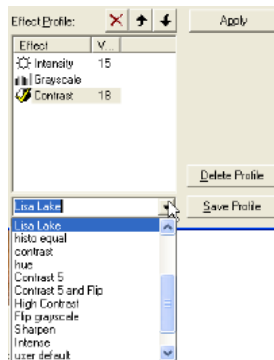 Effect Profile:
Apply
Effect V...
Intensity 15
Grayscale
Contrast 18
Delete Profile
Lisa Lake
Save Profile
Lisa Lake
histo equal
contrast
hue
Contrast 5
Contrast 5 and Flip
High Contrast
Flip grayscale
Sharpen
Intense
user default